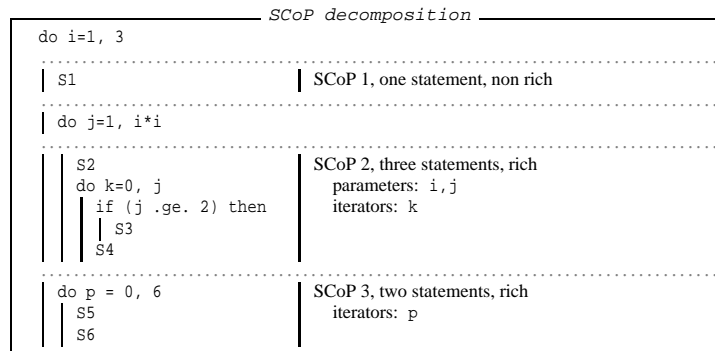 SCoP decomposition
do i=1, 3
S1 SCoP 1, one statement, non rich
do j=1, i*i
S2 SCoP 2, three statements, rich
do k=0, j parameters: i,j
if (j .ge. 2) then iterators: k
S3
S4
do p = 0, 6 SCoP 3, two statements, rich
S5 iterators: p
S6